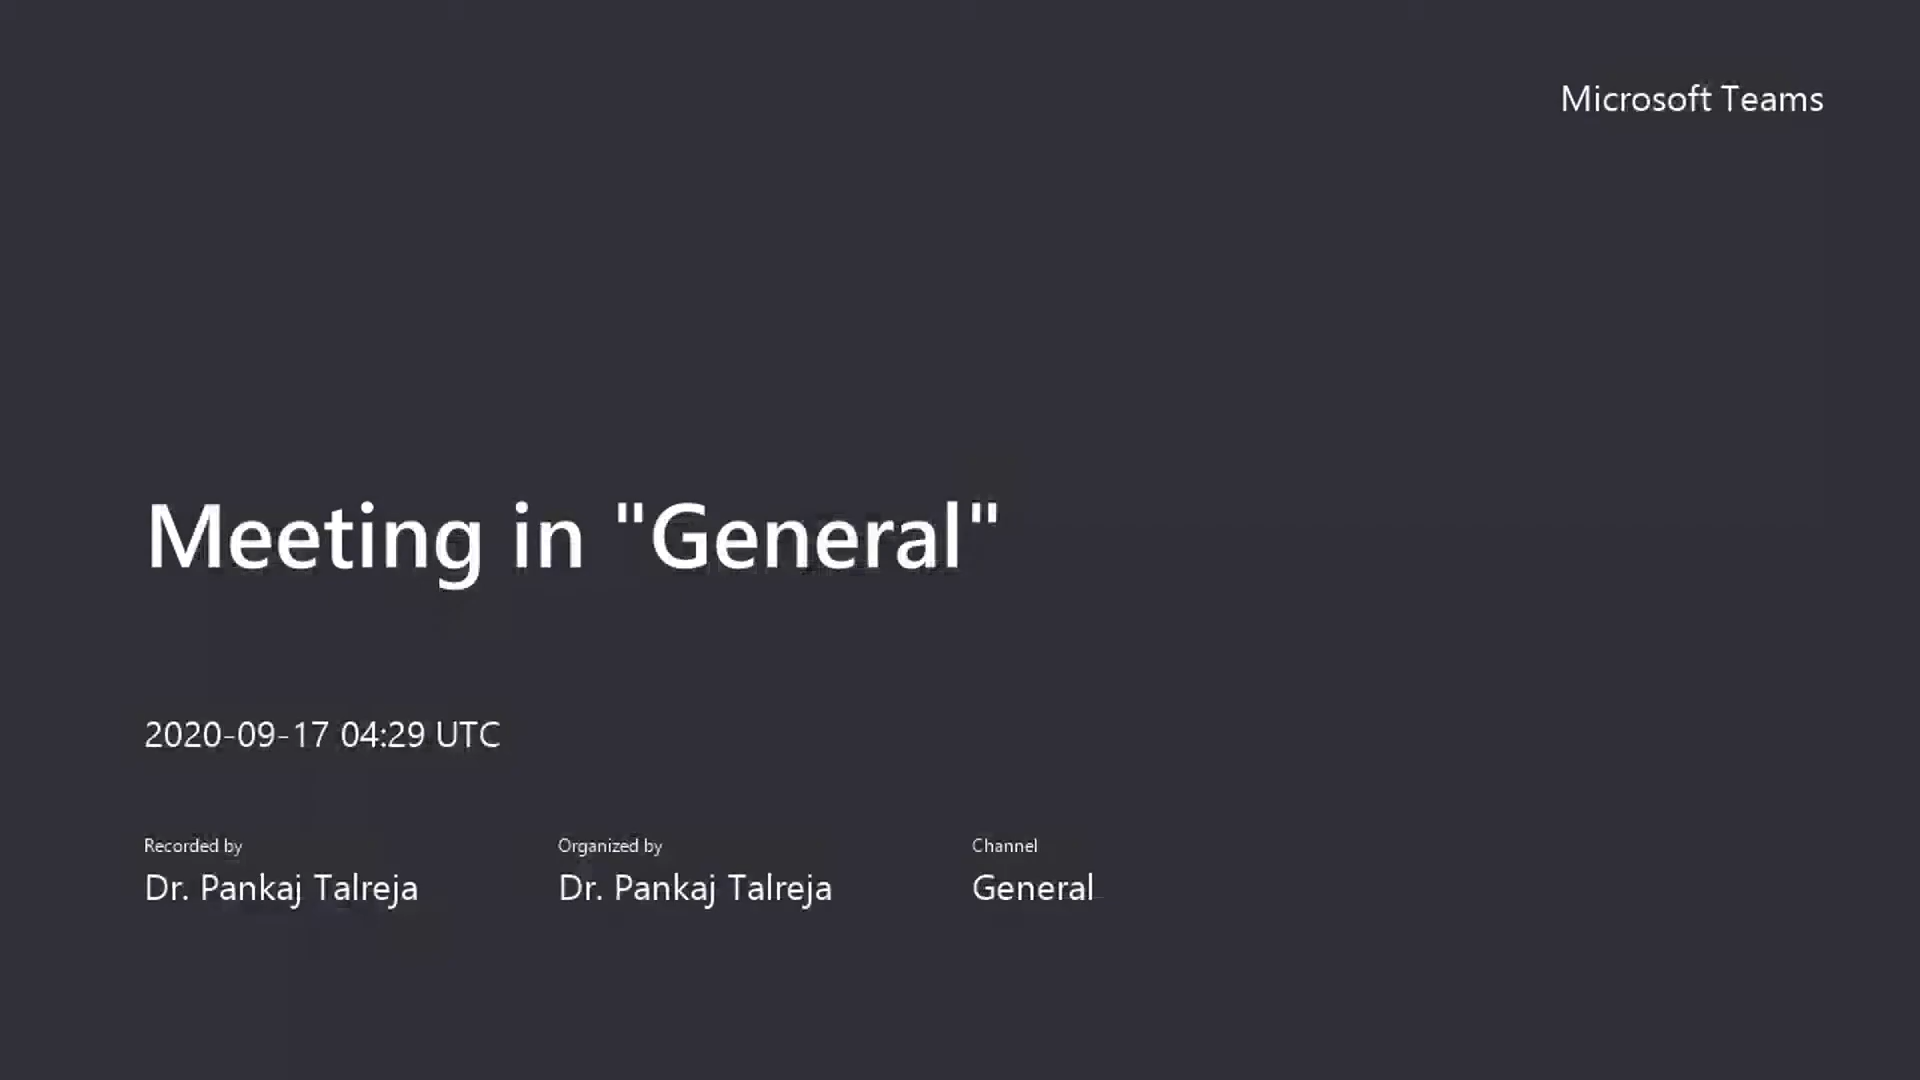 Microsoft Teams
Meeting in "General"
2020-09-17 04:29 UTC
Recorded by
Dr. Pankaj Talreja
Organized by
Dr. Pankaj Talreja
Channel
General